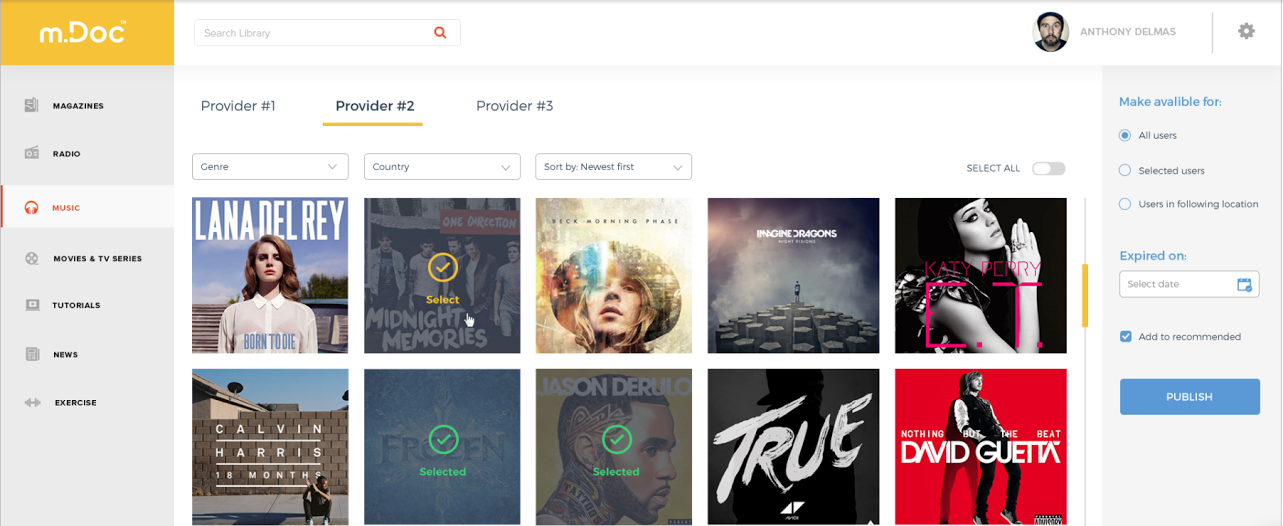 m.Doc™
Search Library
ANTHONY DELMAS
MAGAZINES
RADIO
MUSIC
MOVIES & TV SERIES
TUTORIALS
NEWS
EXERCISE
Provider #1
Provider #2
Provider #3
Genre
Country
Sort by: Newest first
SELECT ALL
LANA DEL REY
BORN TO DIE
ONE DIRECTION
Select
MIDNIGHT
MEMORIES
BECK MORNING PHASE
IMAGINE DRAGONS
NIGHT VISIONS
KATY PERRY
CALVIN
HARRIS
18 MONTHS
FROZEN
Selected
JASON DERULO
Selected
TATTOOS
TRUE
AVICII
NOTHING BUT THE BEAT
DAVID GUETTA
ADVISORY
Make avalible for:
All users
Selected users
Users in following location
Expired on:
Select date
Add to recommended
PUBLISH